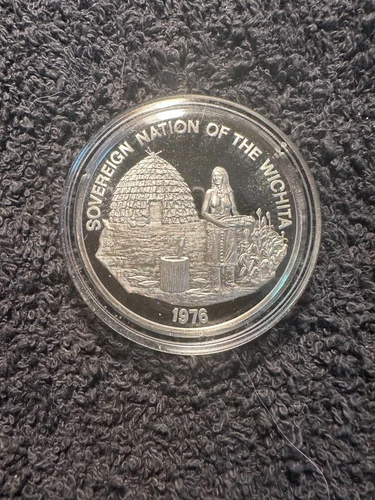 SOVEREIGN NATION OF THE WICHITA
1976